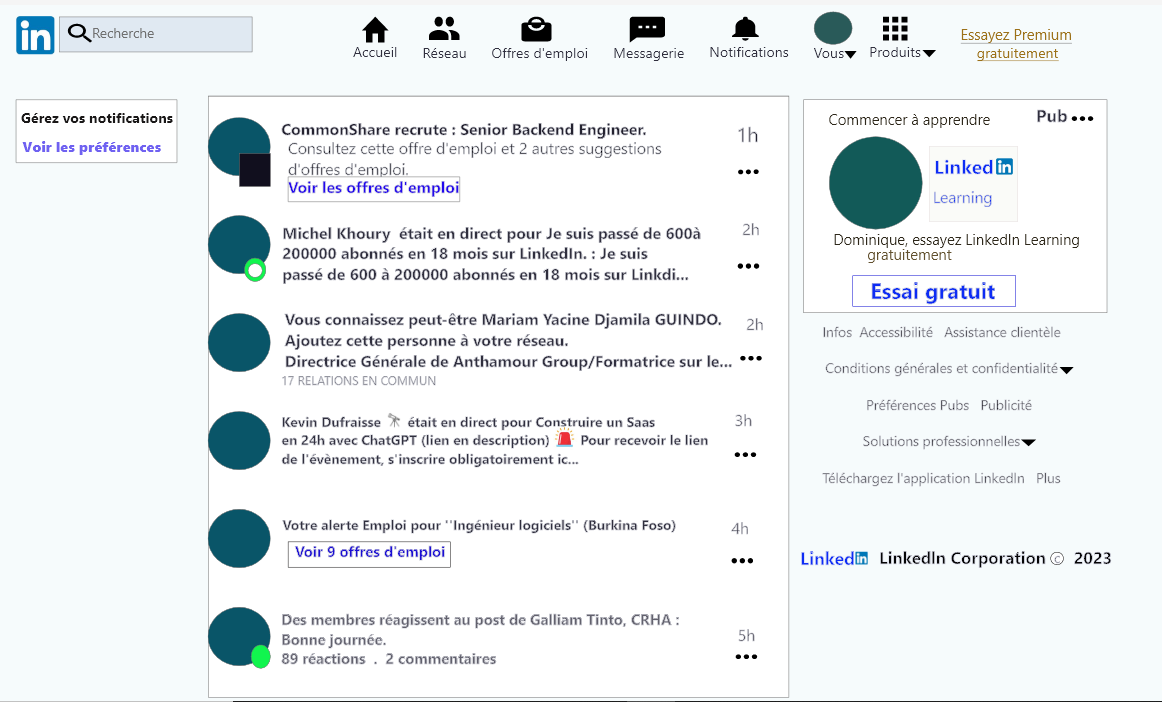 in
Recherche
Accueil
Réseau
Offres d'emploi
Messagerie
Notifications
Vous
Produits
Essayez Premium
gratuitement
Gérez vos notifications
Voir les préférences
CommonShare recrute : Senior Backend Engineer.
1h
Consultez cette offre d'emploi et 2 autres suggestions
d'offres d'emploi.
Voir les offres d'emploi
Michel Khoury était en direct pour Je suis passé de 600à
2h
200000 abonnés en 18 mois sur LinkedIn. : Je suis
passé de 600 à 200000 abonnés en 18 mois sur Linkdi...
Vous connaissez peut-être Mariam Yacine Djamila GUINDO.
2h
Ajoutez cette personne à votre réseau.
Directrice Générale de Anthamour Group/Formatrice sur le...
17 RELATIONS EN COMMUN
Kevin Dufraisse 🔭 était en direct pour Construire un Saas
3h
en 24h avec ChatGPT (lien en description) 🚨 Pour recevoir le lien
de l'évènement, s'inscrire obligatoirement ic...
Votre alerte Emploi pour ''Ingénieur logiciels'' (Burkina Foso)
4h
Voir 9 offres d'emploi
Des membres réagissent au post de Galliam Tinto, CRHA :
5h
Bonne journée.
89 réactions . 2 commentaires
Commencer à apprendre
Pub
Linked in
Learning
Dominique, essayez LinkedIn Learning
gratuitement
Essai gratuit
Infos Accessibilité Assistance clientèle
Conditions générales et confidentialité
Préférences Pubs Publicité
Solutions professionnelles
Téléchargez l'application LinkedIn Plus
Linkedin LinkedIn Corporation © 2023